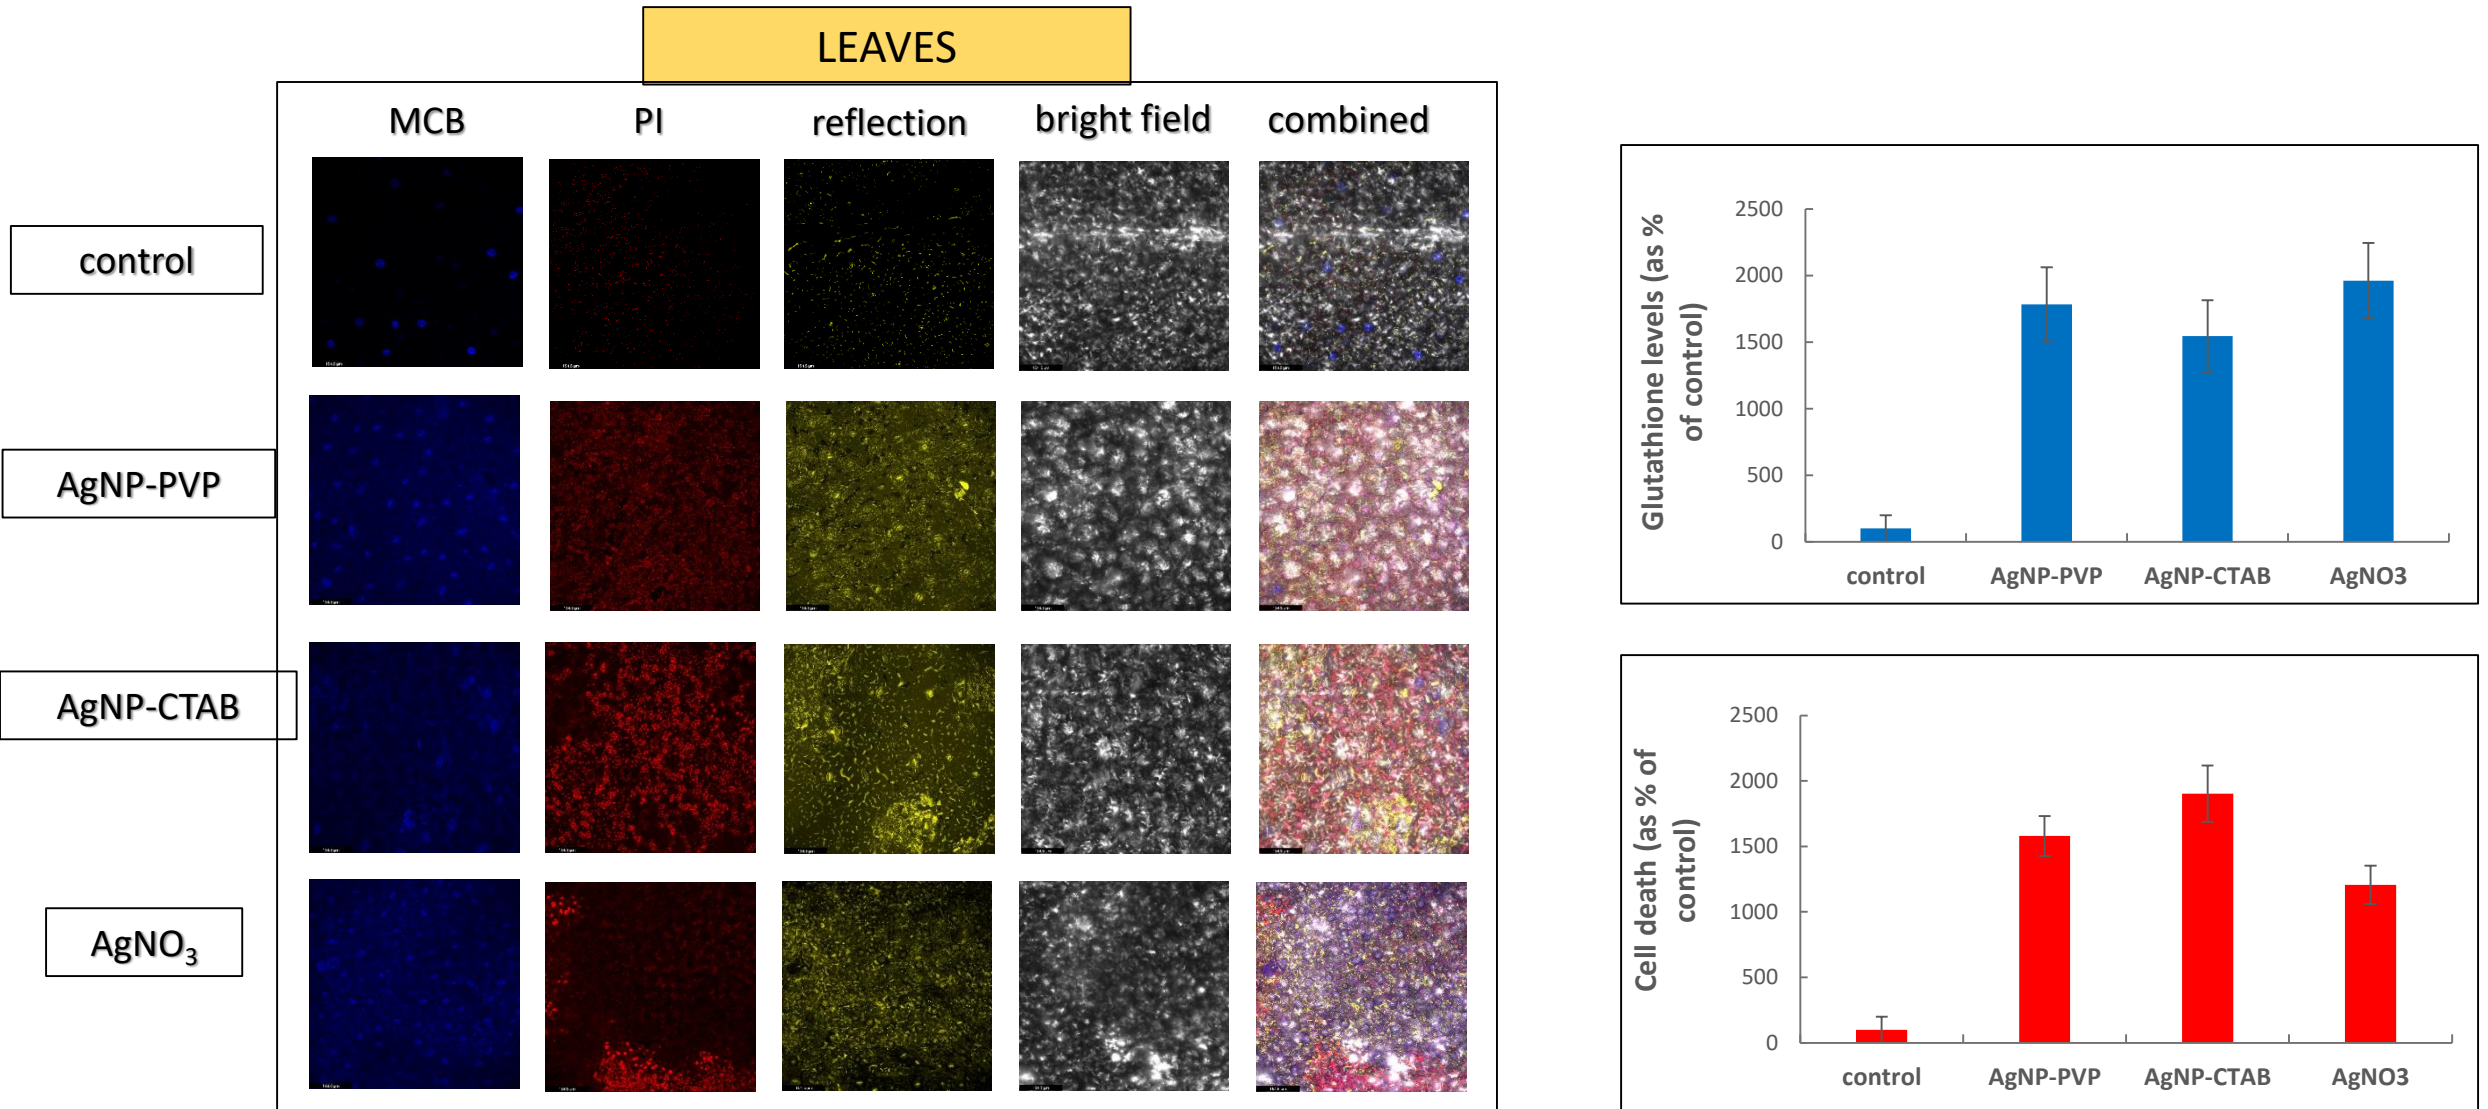 LEAVES
MCB PI reflection bright field combined
control
AgNP-PVP
AgNP-CTAB
AgNO₃
Glutathione levels (as %
of control)
2500
2000
1500
1000
500
0
control AgNP-PVP AgNP-CTAB AgNO3
Cell death (as % of
control)
2500
2000
1500
1000
500
0
control AgNP-PVP AgNP-CTAB AgNO3